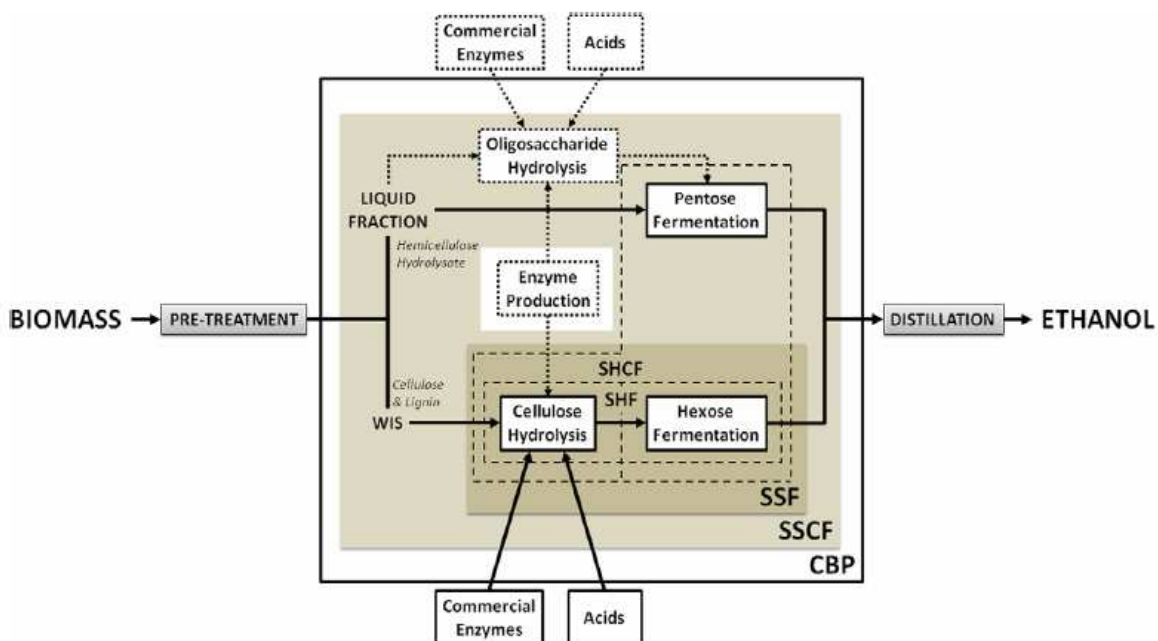 Commercial
Enzymes
Acids
Oligosaccharide
Hydrolysis
LIQUID
FRACTION
Pentose
Fermentation
Hemicellulose
Hydrolysate
Enzyme
Production
BIOMASS
PRE-TREATMENT
DISTILLATION
ETHANOL
SHCF
Cellulose
& Lignin
SHF
WIS
Cellulose
Hydrolysis
Hexose
Fermentation
SSF
SSCF
CBP
Commercial
Enzymes
Acids